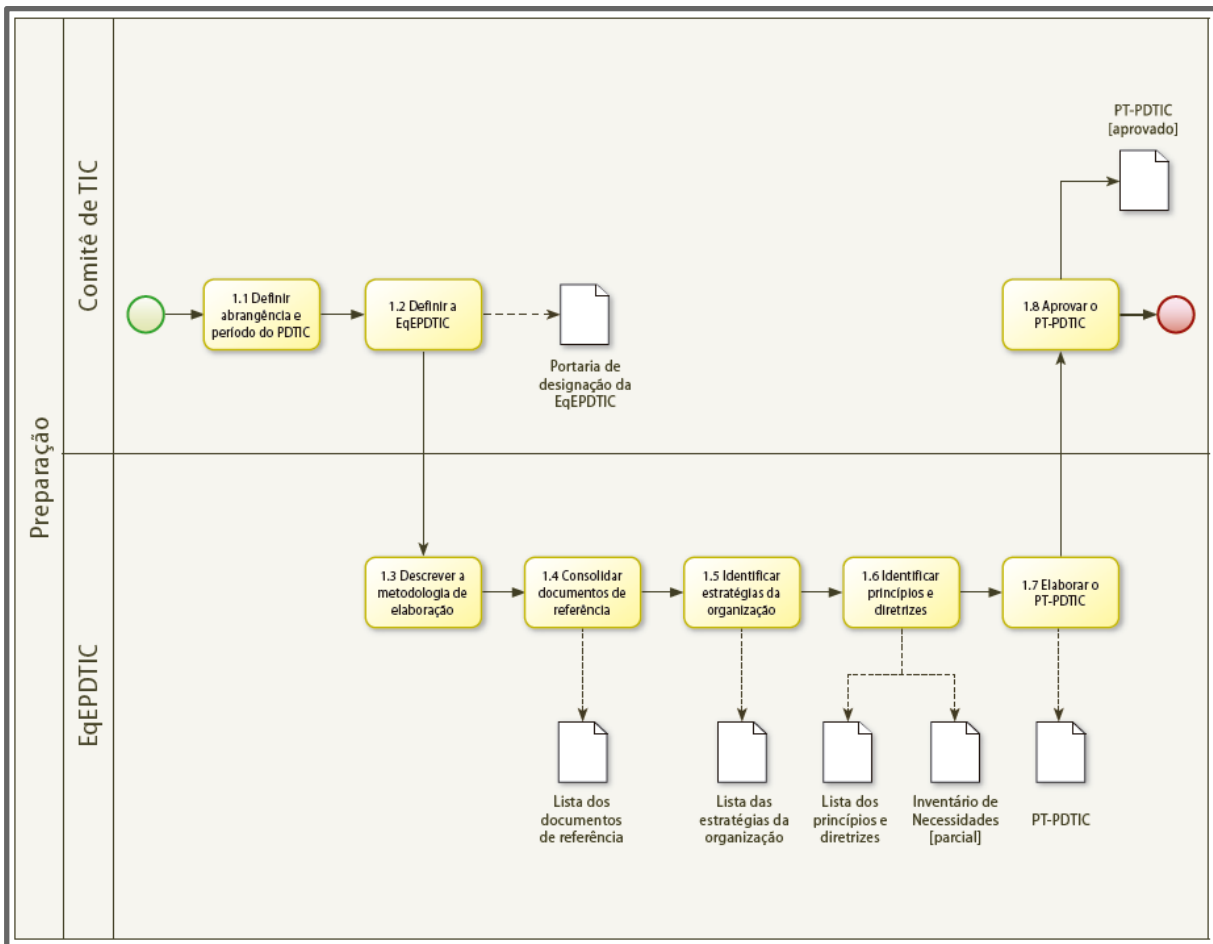 Preparação
Comitê de TIC
1.1 Definir
abrangência e
período do PDTIC
1.2 Definir a
EqEPDTIC
Portaria de
designação da
EqEPDTIC
PT-PDTIC
[aprovado]
1.8 Aprovar o
PT-PDTIC
EqEPDTIC
1.3 Descrever a
metodologia de
elaboração
1.4 Consolidar
documentos de
referência
1.5 Identificar
estratégias da
organização
1.6 Identificar
princípios e
diretrizes
1.7 Elaborar o
PT-PDTIC
Lista dos
documentos
de referência
Lista das
estratégias da
organização
Lista dos
princípios e
diretrizes
Inventário de
Necessidades
[parcial]
PT-PDTIC